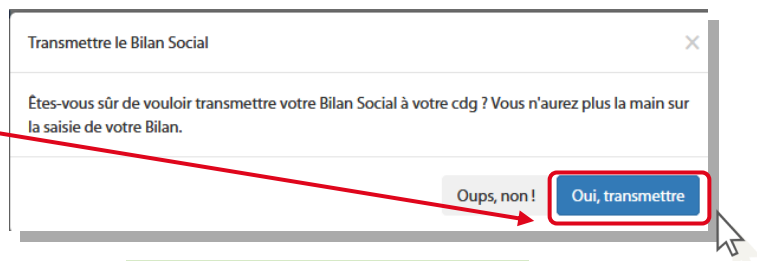 Transmettre le Bilan Social ×
Êtes-vous sûr de vouloir transmettre votre Bilan Social à votre cdg ? Vous n'aurez plus la main sur
la saisie de votre Bilan.
Oups, non ! Oui, transmettre